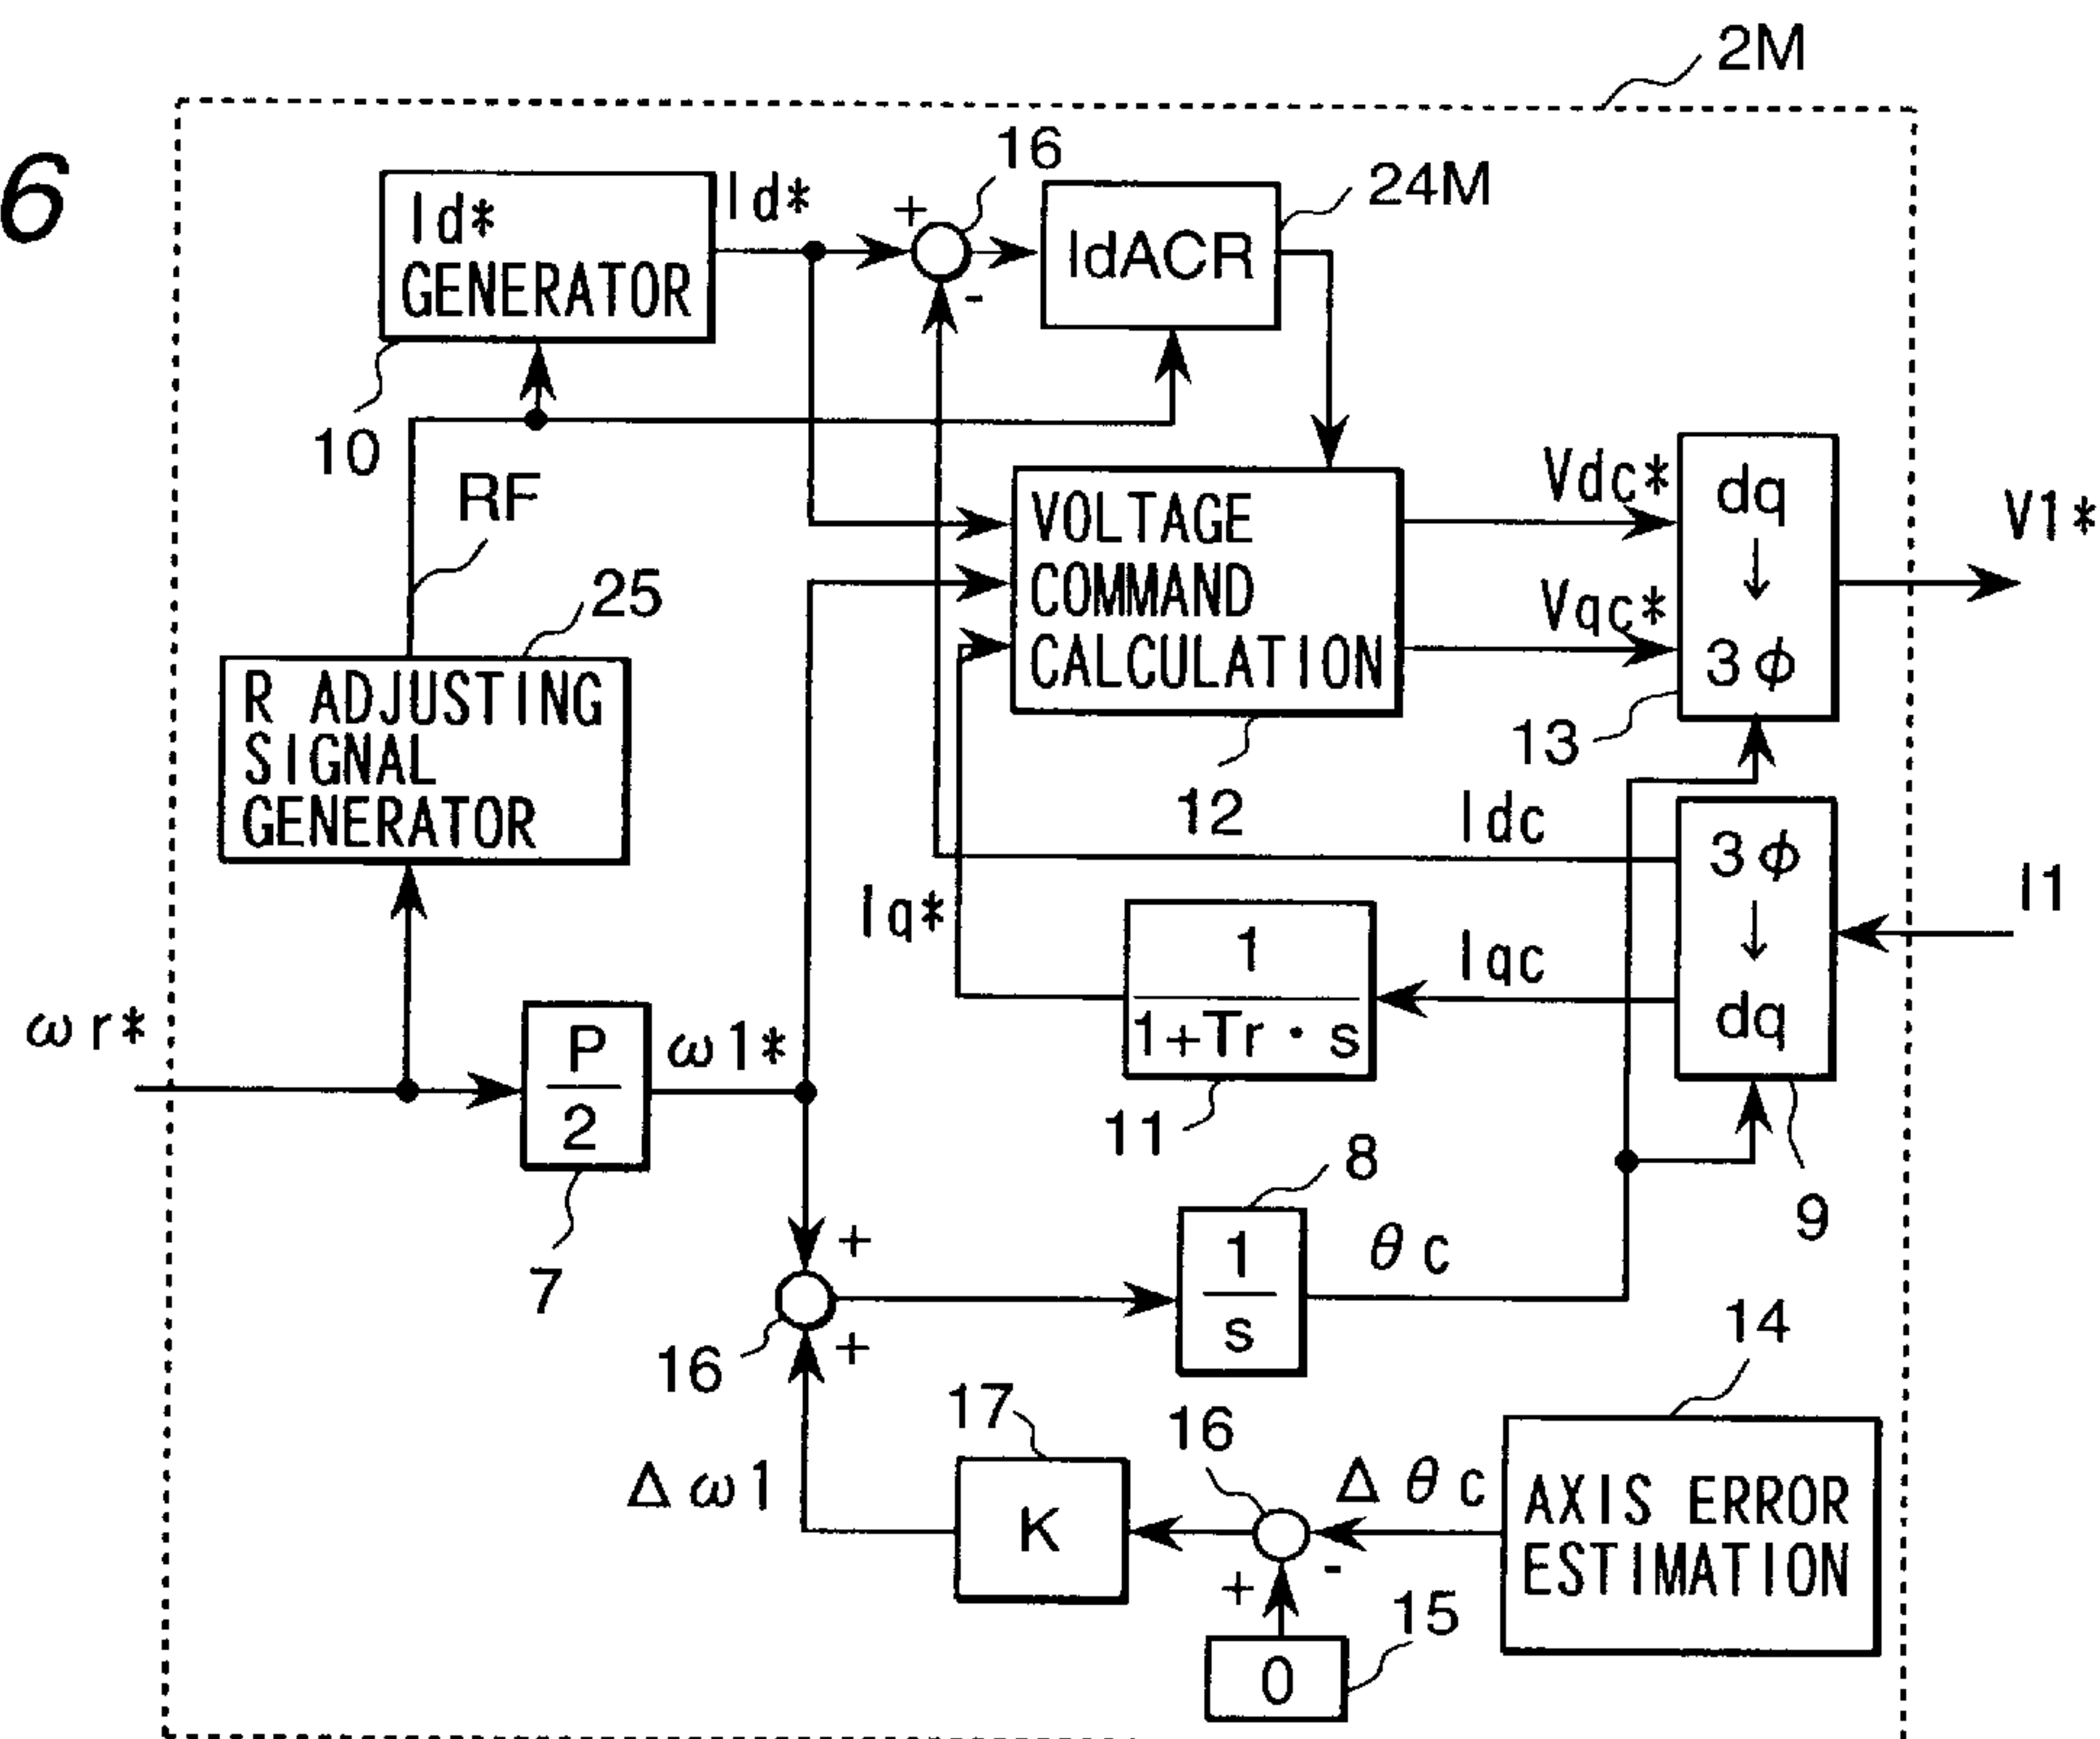 2M
6
16
24M
Id*
GENERATOR
Id*
+
-
IdACR
10
RF
VOLTAGE
COMMAND
CALCULATION
Vdc*
Vqc*
dq
↓
3φ
V1*
25
R ADJUSTING
SIGNAL
GENERATOR
13
12
Idc
3φ
↓
dq
I1
Iq*
1
1+Tr・s
Iqc
11
ωr*
P
2
ω1*
7
8
9
+
16
+
1
s
θc
14
17
16
Δω1
K
Δθc
AXIS ERROR
ESTIMATION
+
-
15
0